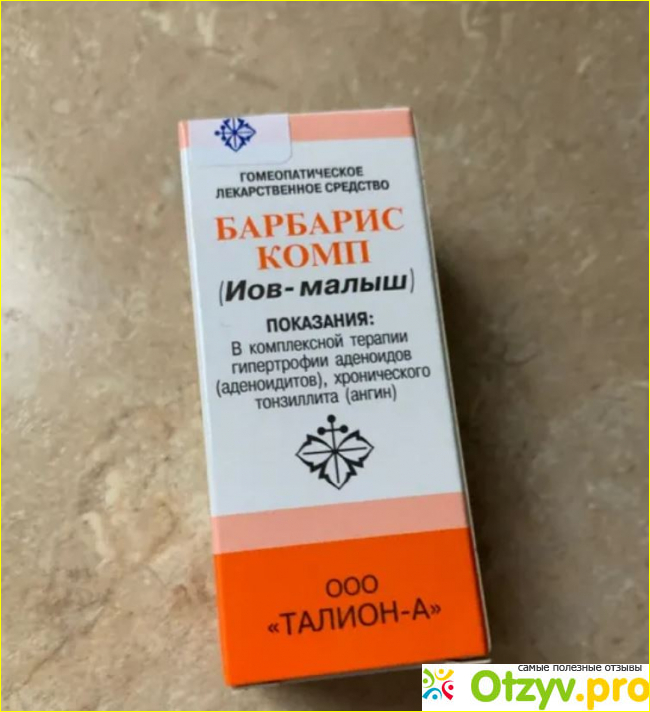 ГОМЕОПАТИЧЕСКОЕ
ЛЕКАРСТВЕННОЕ СРЕДСТВО
БАРБАРИС
КОМП
(Иов-малыш)
ПОКАЗАНИЯ:
В комплексной терапии
гипертрофии аденоидов
(аденоидитов), хронического
тонзиллита (ангин)
ООО
«ТАЛИОН-А»
самые полезные отзывы
Otzyv.pro